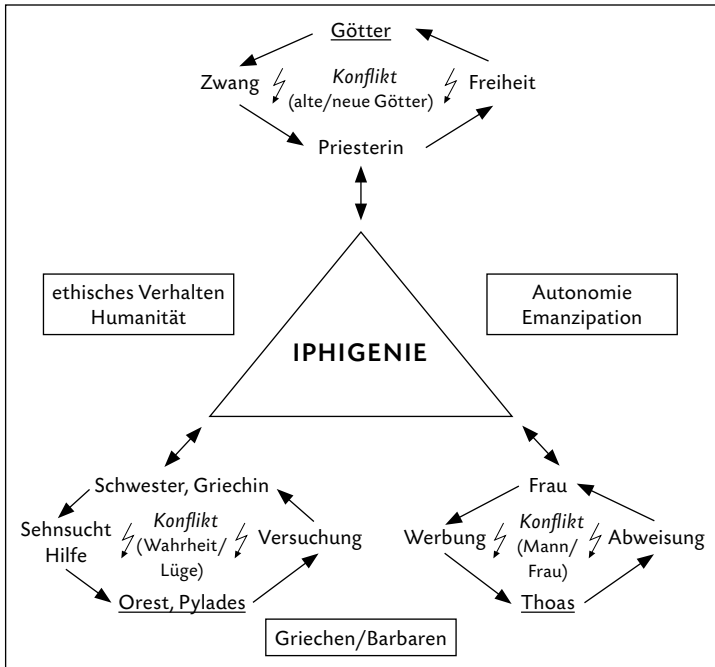 Götter
Zwang
Konflikt
(alte/neue Götter)
Freiheit
Priesterin
ethisches Verhalten
Humanität
Autonomie
Emanzipation
IPHIGENIE
Schwester, Griechin
Sehnsucht
Hilfe
Konflikt
(Wahrheit/
Lüge)
Versuchung
Orest, Pylades
Frau
Werbung
Konflikt
(Mann/
Frau)
Abweisung
Thoas
Griechen/Barbaren